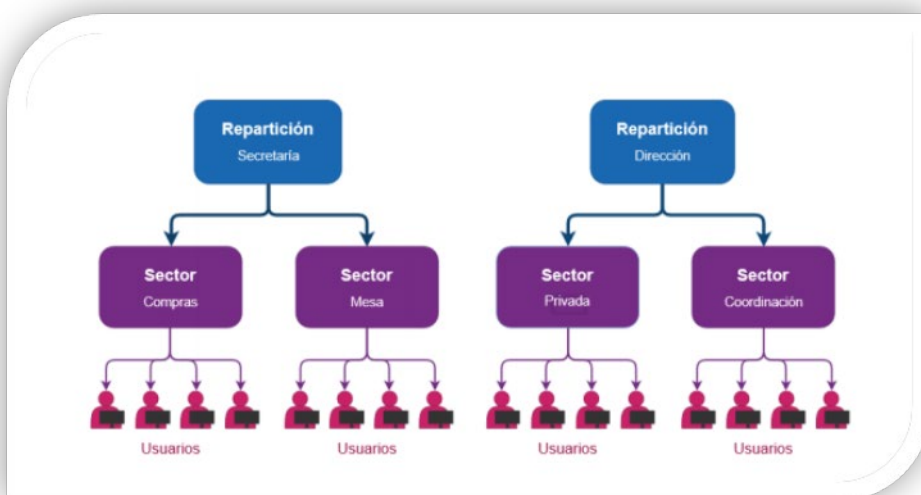 Repartición
Secretaría
Repartición
Dirección
Sector
Compras
Sector
Mesa
Sector
Privada
Sector
Coordinación
Usuarios
Usuarios
Usuarios
Usuarios